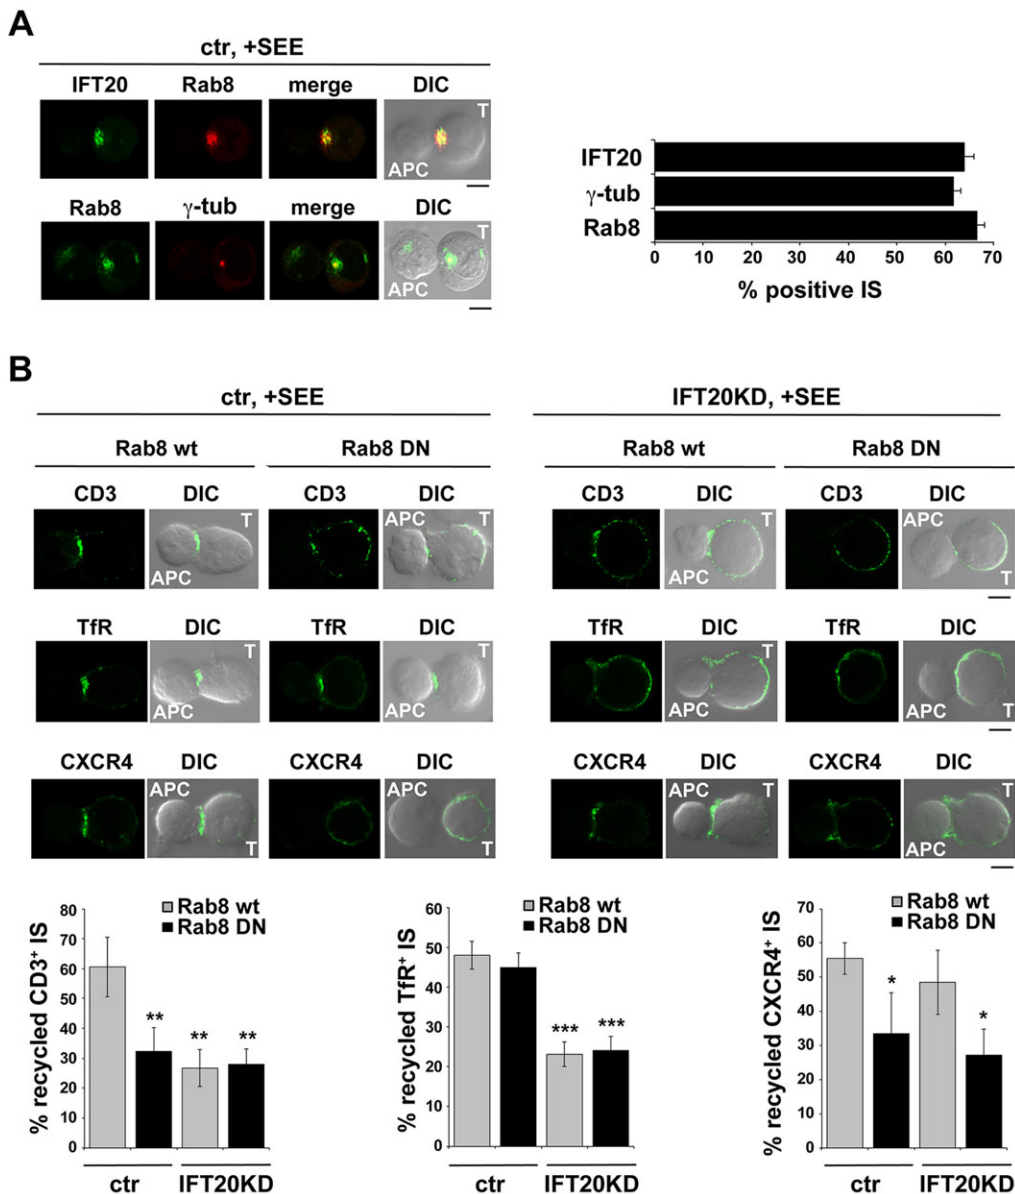 A
ctr, +SEE
IFT20 Rab8 merge DIC
T
APC
Rab8 γ-tub merge DIC
T
APC
IFT20
γ-tub
Rab8
0 10 20 30 40 50 60 70
% positive IS
B
ctr, +SEE IFT20KD, +SEE
Rab8 wt Rab8 DN Rab8 wt Rab8 DN
CD3 DIC CD3 DIC CD3 DIC CD3 DIC
T APC T T APC
APC APC T
TfR DIC TfR DIC TfR DIC TfR DIC
T T T
APC APC APC APC T
CXCR4 DIC CXCR4 DIC CXCR4 DIC CXCR4 DIC
APC APC T
T T APC APC
% recycled CD3+ IS
80
70
60
50
40
30
20
10
0
Rab8 wt
Rab8 DN
** ** **
ctr IFT20KD
% recycled TfR+ IS
60
50
40
30
20
10
0
Rab8 wt
Rab8 DN
*** ***
ctr IFT20KD
% recycled CXCR4+ IS
70
60
50
40
30
20
10
0
Rab8 wt
Rab8 DN
* *
ctr IFT20KD